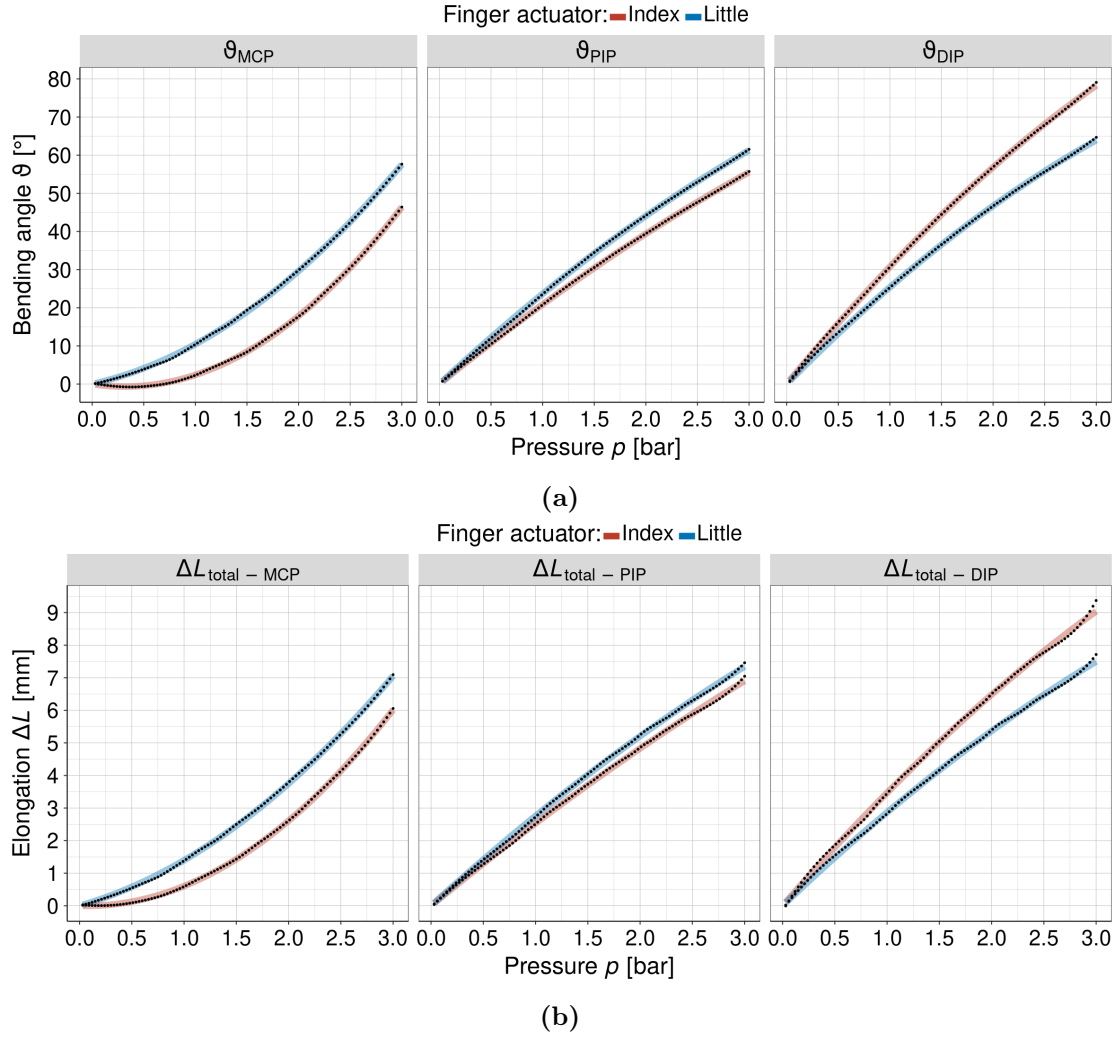 Finger actuator: Index Little
ϑMCP ϑPIP ϑDIP
80
70
60
50
40
30
20
10
0
Bending angle ϑ [°]
0.0 0.5 1.0 1.5 2.0 2.5 3.0 0.0 0.5 1.0 1.5 2.0 2.5 3.0 0.0 0.5 1.0 1.5 2.0 2.5 3.0
Pressure p [bar]
(a)
Finger actuator: Index Little
ΔLtotal − MCP ΔLtotal − PIP ΔLtotal − DIP
9
8
7
6
5
4
3
2
1
0
Elongation ΔL [mm]
0.0 0.5 1.0 1.5 2.0 2.5 3.0 0.0 0.5 1.0 1.5 2.0 2.5 3.0 0.0 0.5 1.0 1.5 2.0 2.5 3.0
Pressure p [bar]
(b)